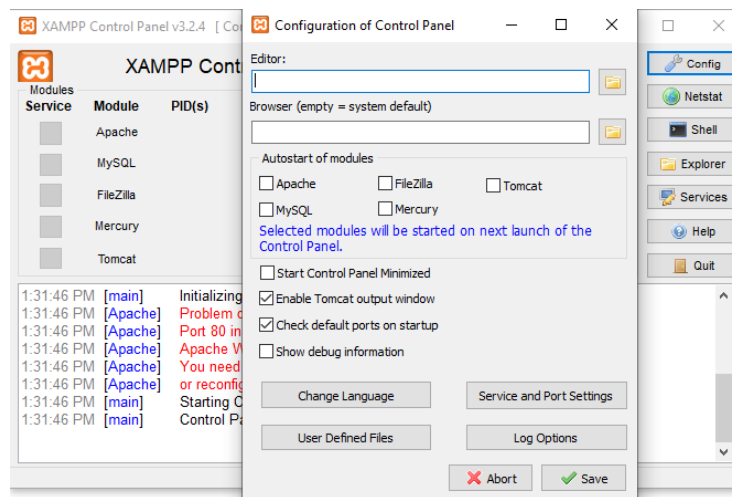 XAMPP Control Panel v3.2.4 [ Co
XAMPP Cont
Modules
Service Module PID(s)
Apache
MySQL
FileZilla
Mercury
Tomcat
1:31:46 PM [main] Initializing
1:31:46 PM [Apache] Problem
1:31:46 PM [Apache] Port 80 in
1:31:46 PM [Apache] Apache W
1:31:46 PM [Apache] You need
1:31:46 PM [Apache] or reconfig
1:31:46 PM [main] Starting C
1:31:46 PM [main] Control Pa
Configuration of Control Panel
Editor:
Browser (empty = system default)
Autostart of modules
Apache FileZilla Tomcat
MySQL Mercury
Selected modules will be started on next launch of the
Control Panel.
Start Control Panel Minimized
Enable Tomcat output window
Check default ports on startup
Show debug information
Change Language Service and Port Settings
User Defined Files Log Options
Abort Save
Config
Netstat
Shell
Explorer
Services
Help
Quit